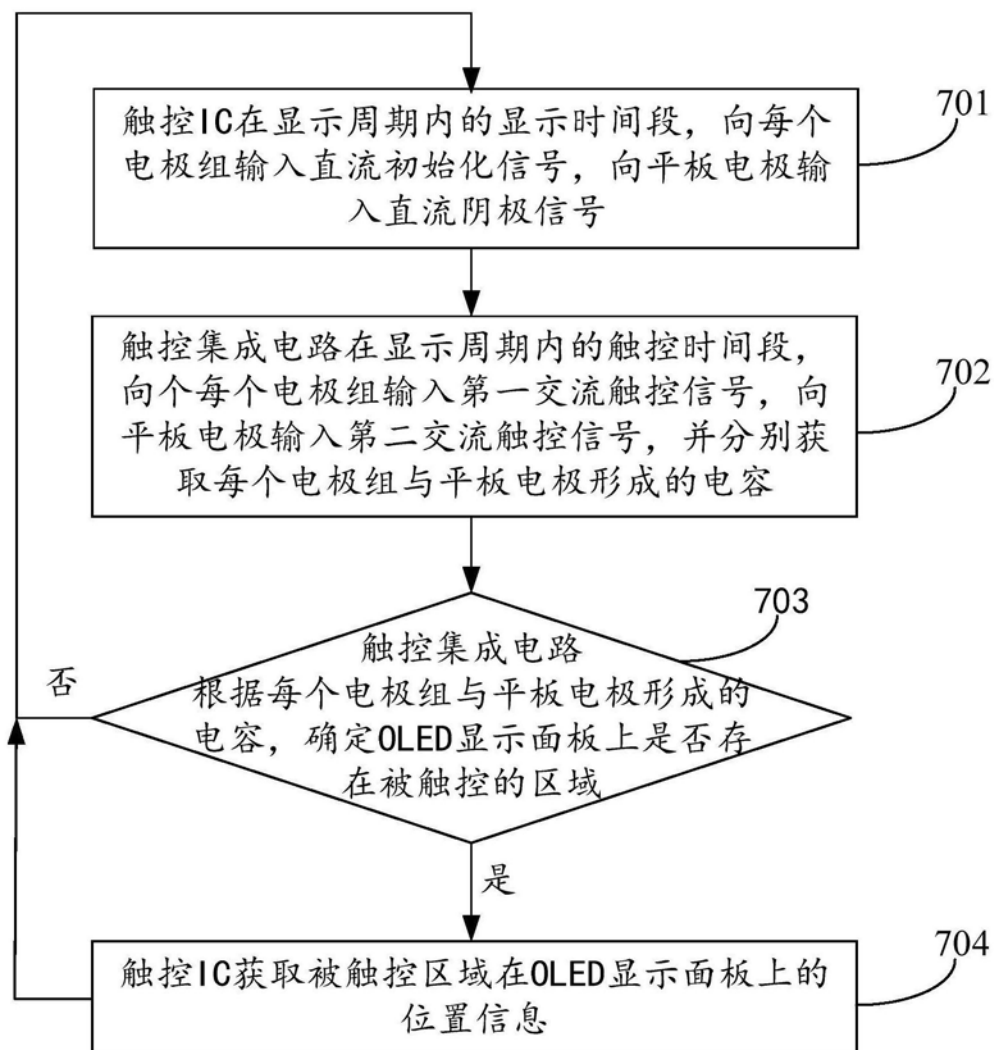 触控IC在显示周期内的显示时间段，向每个
电极组输入直流初始化信号，向平板电极输
入直流阴极信号
701
触控集成电路在显示周期内的触控时间段，
向个每个电极组输入第一交流触控信号，向
平板电极输入第二交流触控信号，并分别获
取每个电极组与平板电极形成的电容
702
703
触控集成电路
根据每个电极组与平板电极形成的
电容，确定OLED显示面板上是否存
在被触控的区域
否
是
704
触控IC获取被触控区域在OLED显示面板上的
位置信息